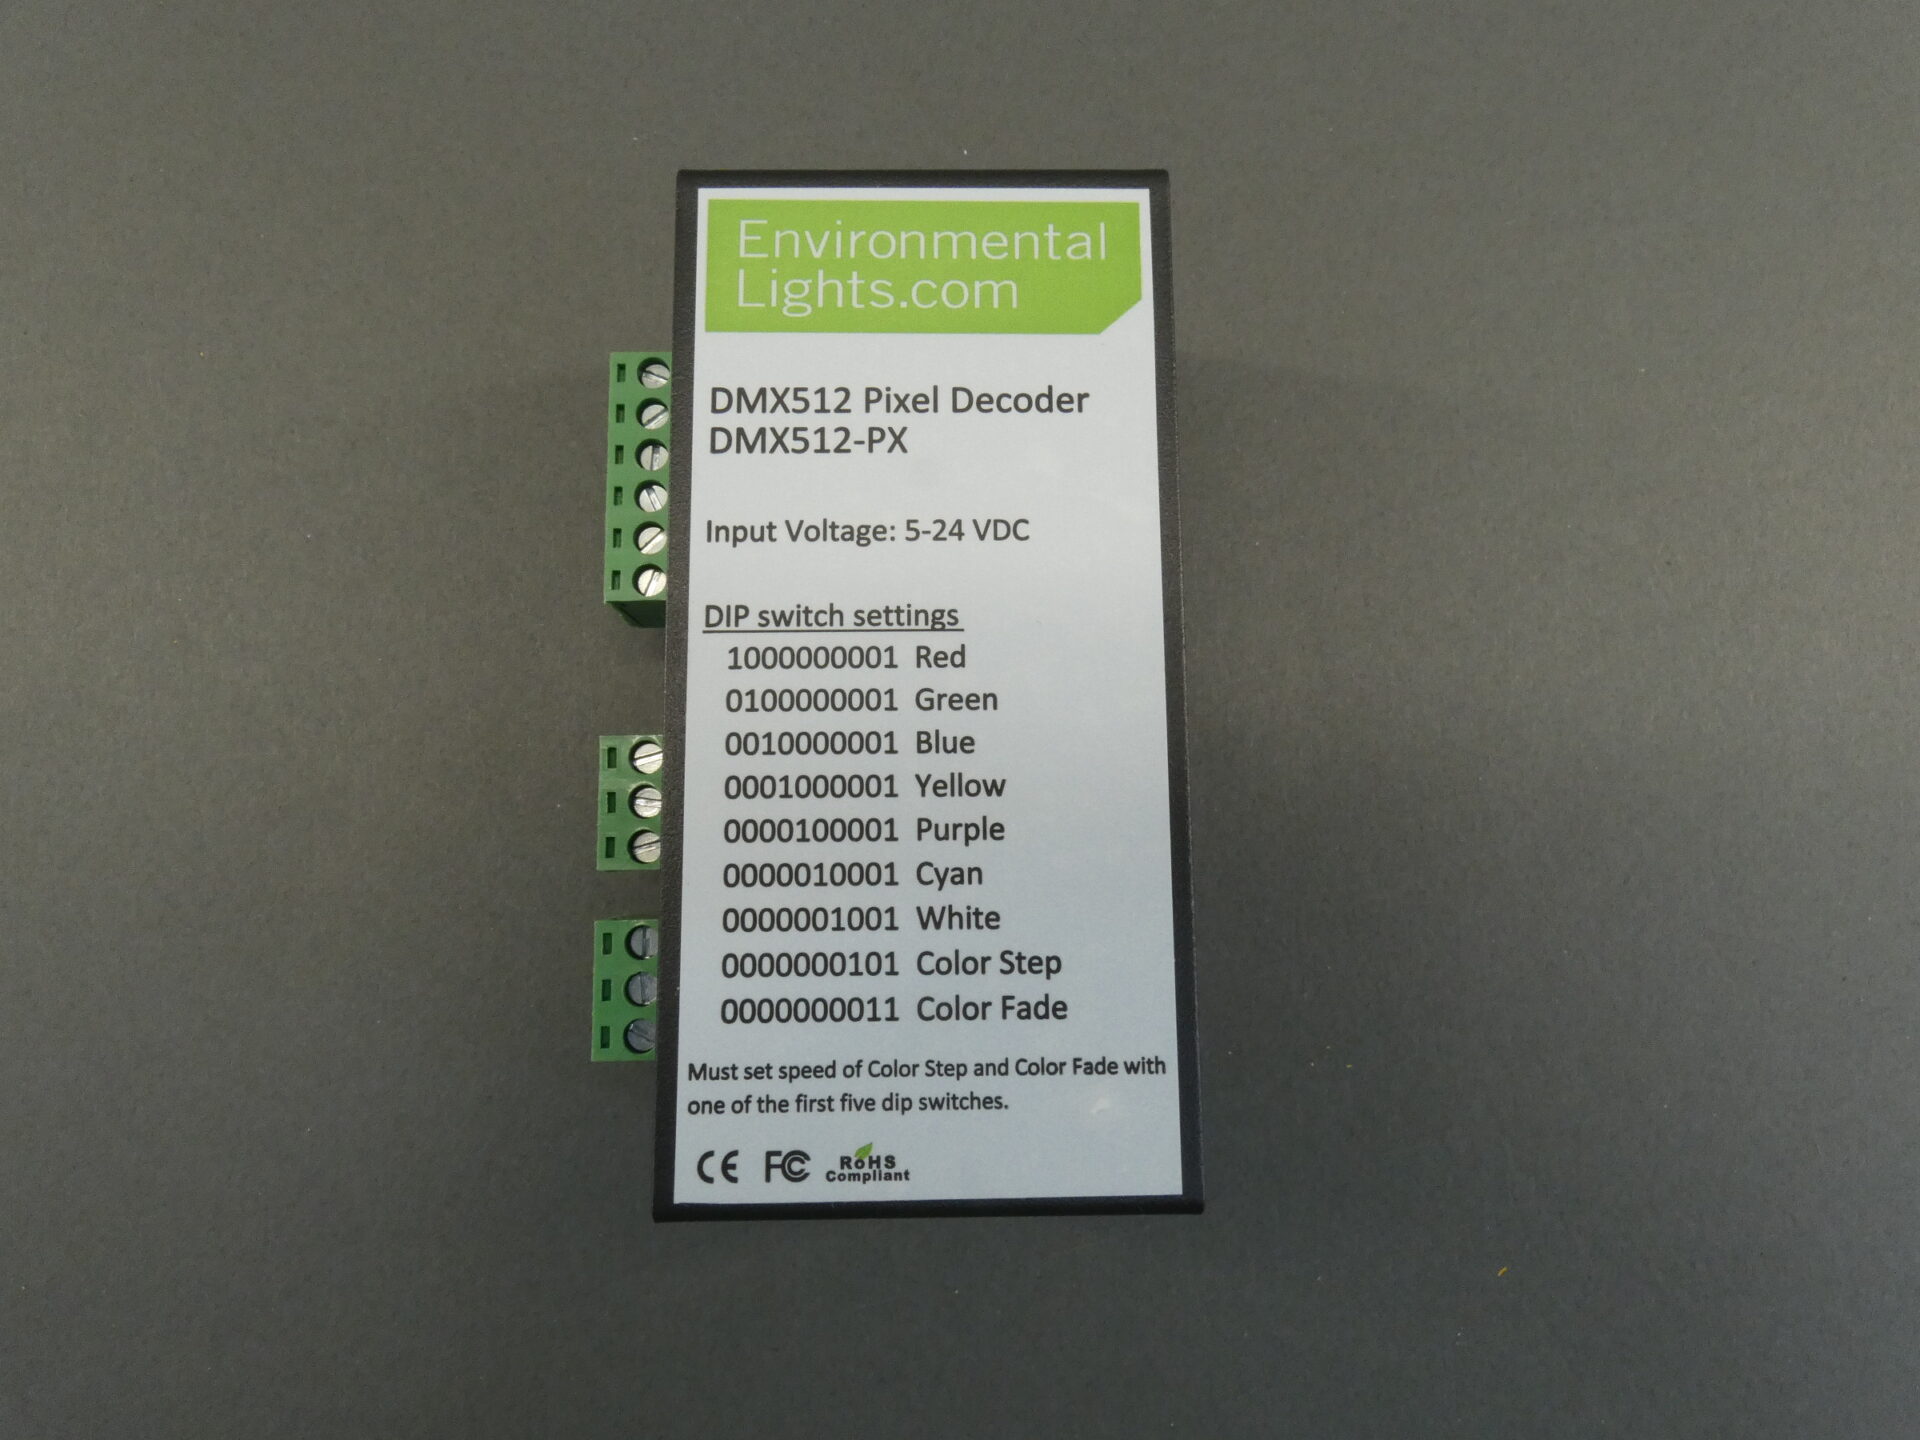 Environmental
Lights.com
DMX512 Pixel Decoder
DMX512-PX
Input Voltage: 5-24 VDC
DIP switch settings
1000000001 Red
0100000001 Green
0010000001 Blue
0001000001 Yellow
0000100001 Purple
0000010001 Cyan
0000001001 White
0000000101 Color Step
0000000011 Color Fade
Must set speed of Color Step and Color Fade with
one of the first five dip switches.
CE FC RoHS
Compliant